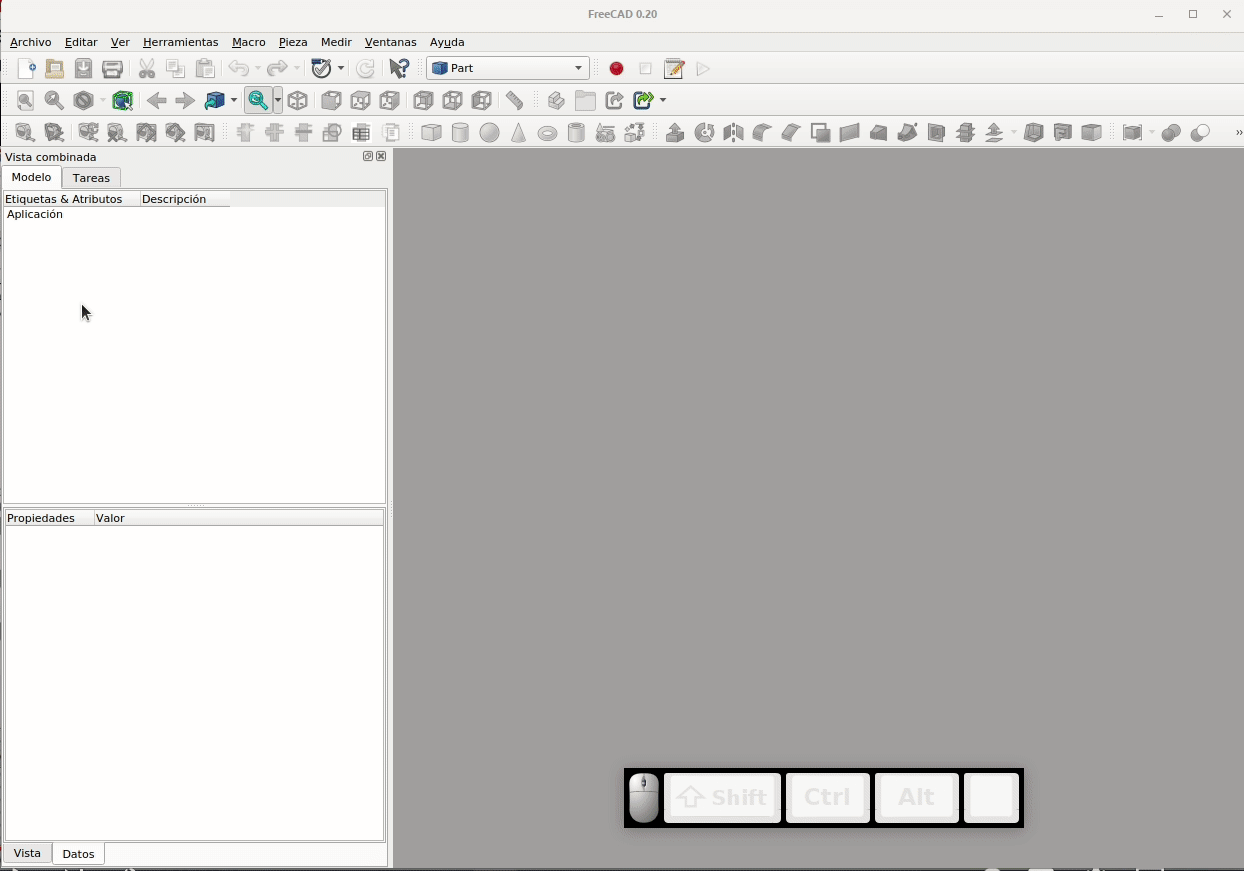 FreeCAD 0.20
Archivo Editar Ver Herramientas Macro Pieza Medir Ventanas Ayuda
Part
Vista combinada
Modelo Tareas
Etiquetas & Atributos Descripción
Aplicación
Propiedades Valor
Shift Ctrl Alt
Vista Datos